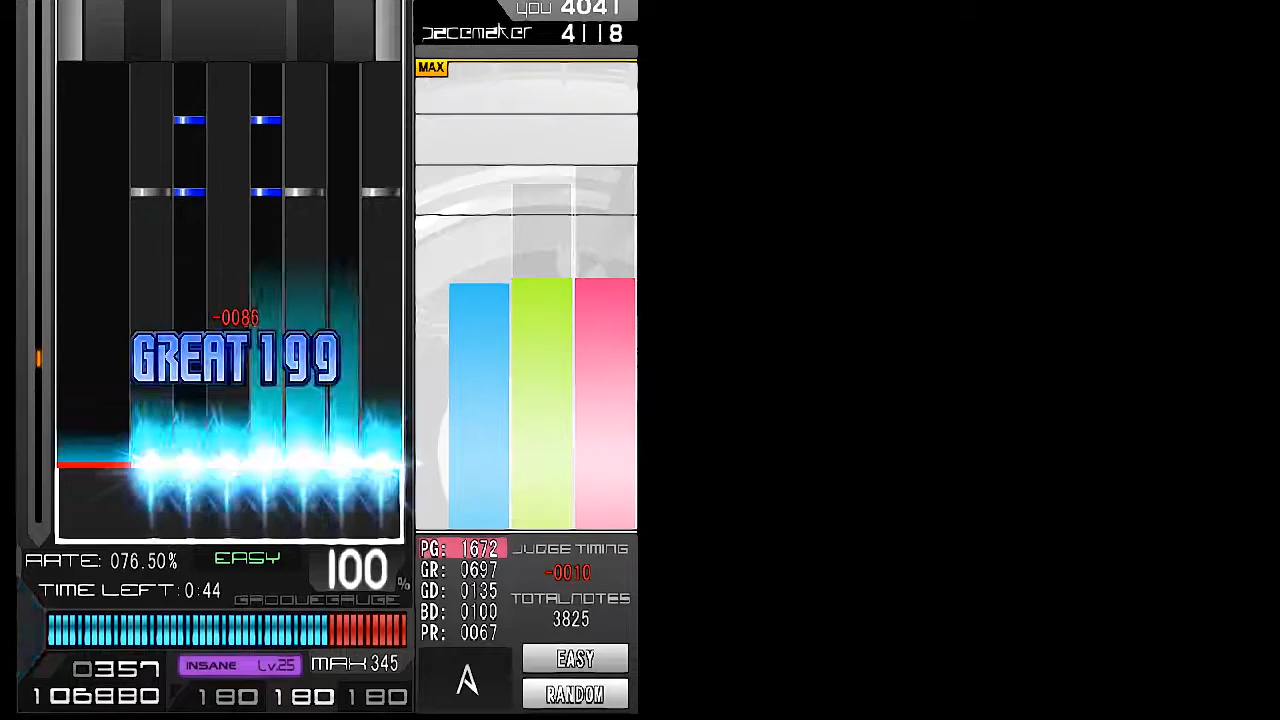 you 4041
pacemaker 4118
MAX
-0086
GREAT 199
RATE: 076.50% EASY 100 %
TIME LEFT: 0:44
GROOVEGAUGE
0357 INSANE Lv.25 MAX 345
106880 180 180 180
PG: 1672 JUDGE TIMING
GR: 0697 -0010
GD: 0135 TOTALNOTES
BD: 0100 3825
PR: 0067
A EASY
RANDOM